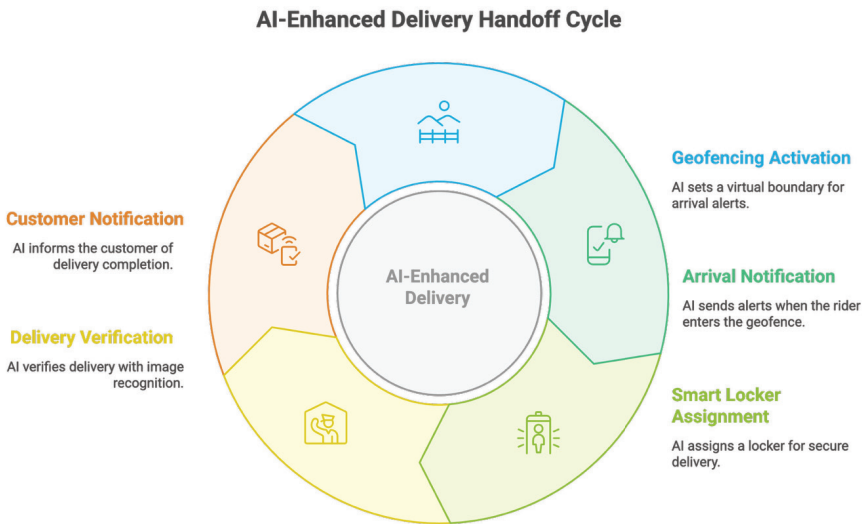 AI-Enhanced Delivery Handoff Cycle
Geofencing Activation
AI sets a virtual boundary for
arrival alerts.
Customer Notification
AI informs the customer of
delivery completion.
AI-Enhanced
Delivery
Arrival Notification
AI sends alerts when the rider
enters the geofence.
Delivery Verification
AI verifies delivery with image
recognition.
Smart Locker
Assignment
AI assigns a locker for secure
delivery.